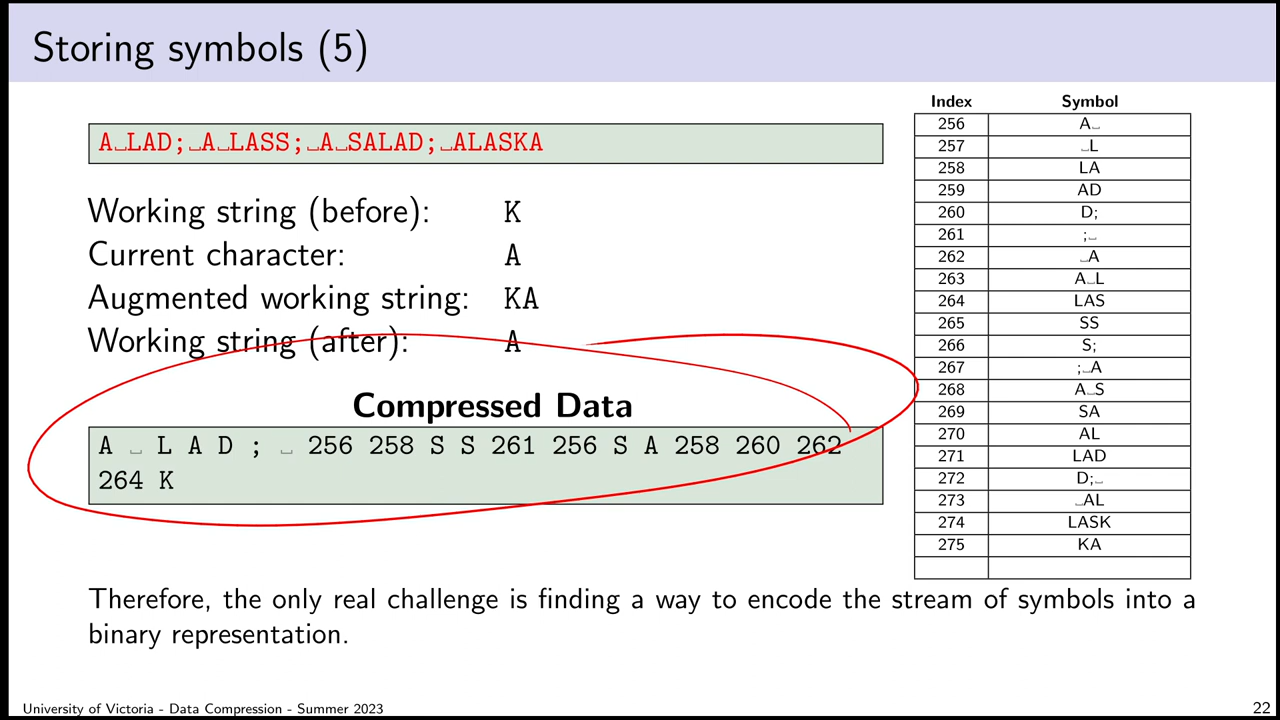 Storing symbols (5)
A␣LAD;␣A␣LASS;␣A␣SALAD;␣ALASKA
Working string (before): K
Current character: A
Augmented working string: KA
Working string (after): A
Compressed Data
A ␣ L A D ; ␣ 256 258 S S 261 256 S A 258 260 262
264 K
Index Symbol
256 A␣
257 ␣L
258 LA
259 AD
260 D;
261 ;␣
262 ␣A
263 A␣L
264 LAS
265 SS
266 S;
267 ;␣A
268 A␣S
269 SA
270 AL
271 LAD
272 D;␣
273 ␣AL
274 LASK
275 KA
Therefore, the only real challenge is finding a way to encode the stream of symbols into a
binary representation.
University of Victoria - Data Compression - Summer 2023
22